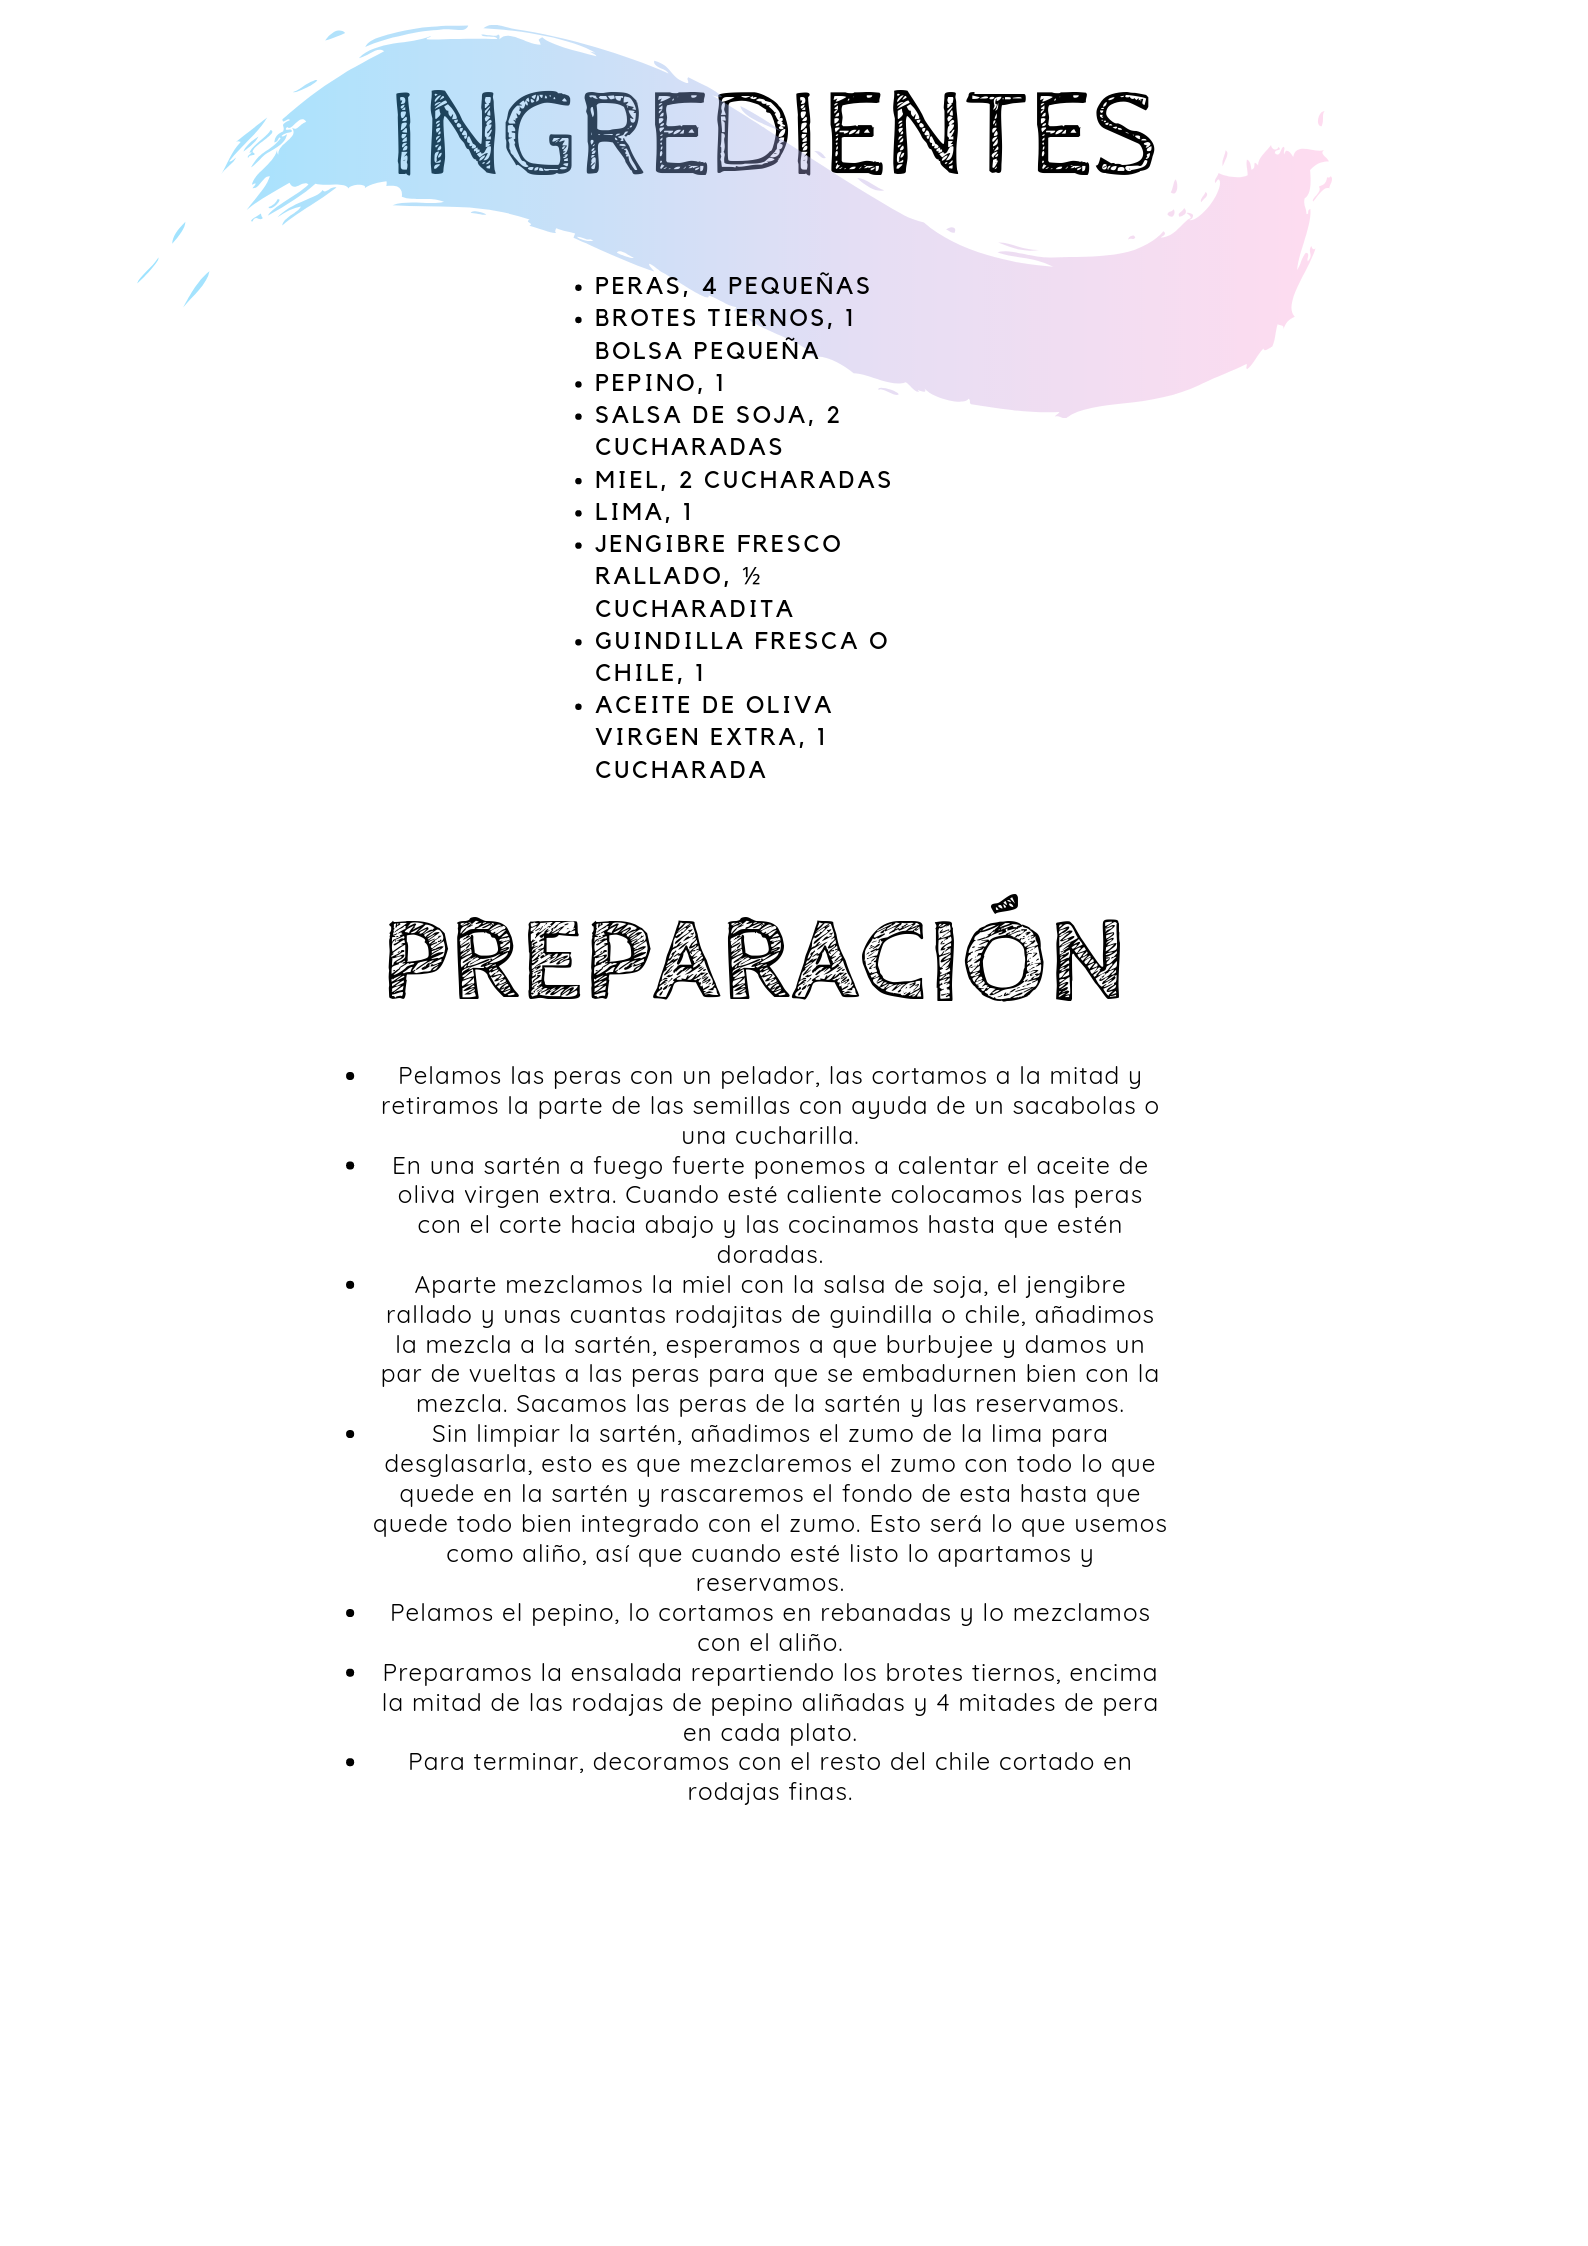 INGREDIENTES
• PERAS, 4 PEQUEÑAS
• BROTES TIERNOS, 1
BOLSA PEQUEÑA
• PEPINO, 1
• SALSA DE SOJA, 2
CUCHARADAS
• MIEL, 2 CUCHARADAS
• LIMA, 1
• JENGIBRE FRESCO
RALLADO, ½
CUCHARADITA
• GUINDILLA FRESCA O
CHILE, 1
• ACEITE DE OLIVA
VIRGEN EXTRA, 1
CUCHARADA
PREPARACIÓN
• Pelamos las peras con un pelador, las cortamos a la mitad y
retiramos la parte de las semillas con ayuda de un sacabolas o
una cucharilla.
• En una sartén a fuego fuerte ponemos a calentar el aceite de
oliva virgen extra. Cuando esté caliente colocamos las peras
con el corte hacia abajo y las cocinamos hasta que estén
doradas.
• Aparte mezclamos la miel con la salsa de soja, el jengibre
rallado y unas cuantas rodajitas de guindilla o chile, añadimos
la mezcla a la sartén, esperamos a que burbujee y damos un
par de vueltas a las peras para que se embadurnen bien con la
mezcla. Sacamos las peras de la sartén y las reservamos.
• Sin limpiar la sartén, añadimos el zumo de la lima para
desglasarla, esto es que mezclaremos el zumo con todo lo que
quede en la sartén y rascaremos el fondo de esta hasta que
quede todo bien integrado con el zumo. Esto será lo que usemos
como aliño, así que cuando esté listo lo apartamos y
reservamos.
• Pelamos el pepino, lo cortamos en rebanadas y lo mezclamos
con el aliño.
• Preparamos la ensalada repartiendo los brotes tiernos, encima
la mitad de las rodajas de pepino aliñadas y 4 mitades de pera
en cada plato.
• Para terminar, decoramos con el resto del chile cortado en
rodajas finas.